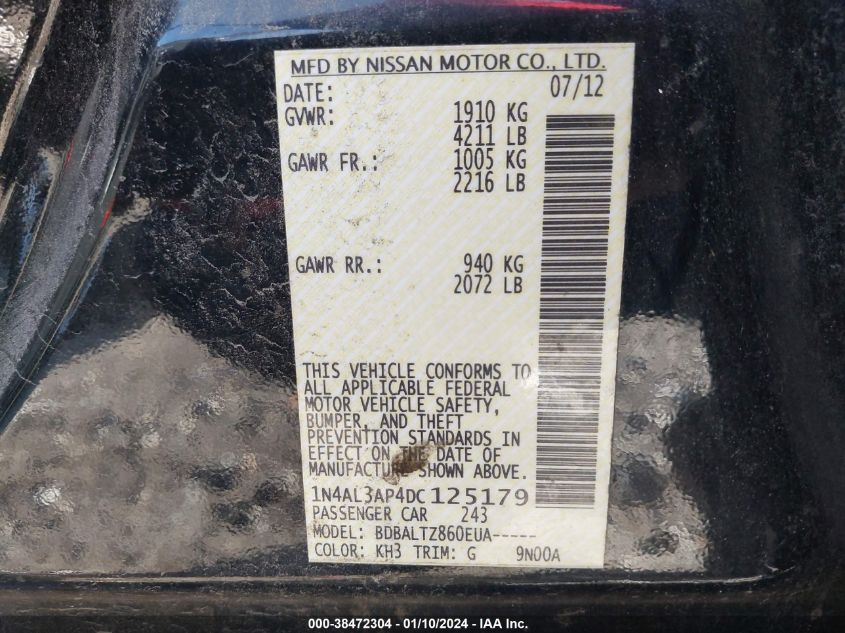 MFD BY NISSAN MOTOR CO., LTD.
DATE: 07/12
GVWR: 1910 KG
4211 LB
GAWR FR.: 1005 KG
2216 LB
GAWR RR.: 940 KG
2072 LB
THIS VEHICLE CONFORMS TO
ALL APPLICABLE FEDERAL
MOTOR VEHICLE SAFETY,
BUMPER, AND THEFT
PREVENTION STANDARDS IN
EFFECT ON THE DATE OF
MANUFACTURE SHOWN ABOVE.
1N4AL3AP4DC125179
PASSENGER CAR 243
MODEL: BDBALTZ860EUA-----
COLOR: KH3 TRIM: G 9N00A
000-38472304 - 01/10/2024 - IAA Inc.